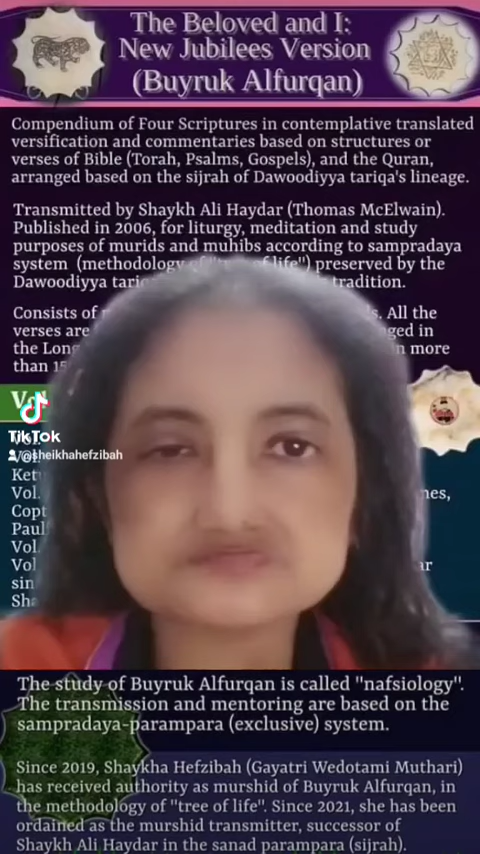 The Beloved and I:
New Jubilees Version
(Buyruk Alfurqan)
Compendium of Four Scriptures in contemplative translated
versification and commentaries based on structures or
verses of Bible (Torah, Psalms, Gospels), and the Quran,
arranged based on the sijrah of Dawoodiyya tariqa's lineage.
Transmitted by Shaykh Ali Haydar (Thomas McElwain).
Published in 2006, for liturgy, meditation and study
purposes of murids and muhibs according to sampradaya
system (methodology of "tree of life") preserved by the
Dawoodiyya tradition.
Consists of All the
verses are in
the Long more
than
TikTok
@sheikhahefzibah
Vol.
Vol.
Vol
The study of Buyruk Alfurqan is called "nafsiology".
The transmission and mentoring are based on the
sampradaya-parampara (exclusive) system.
Since 2019, Shaykha Hefzibah (Gayatri Wedotami Muthari)
has received authority as murshid of Buyruk Alfurqan, in
the methodology of "tree of life". Since 2021, she has been
ordained as the murshid transmitter, successor of
Shaykh Ali Haydar in the sanad parampara (sijrah).